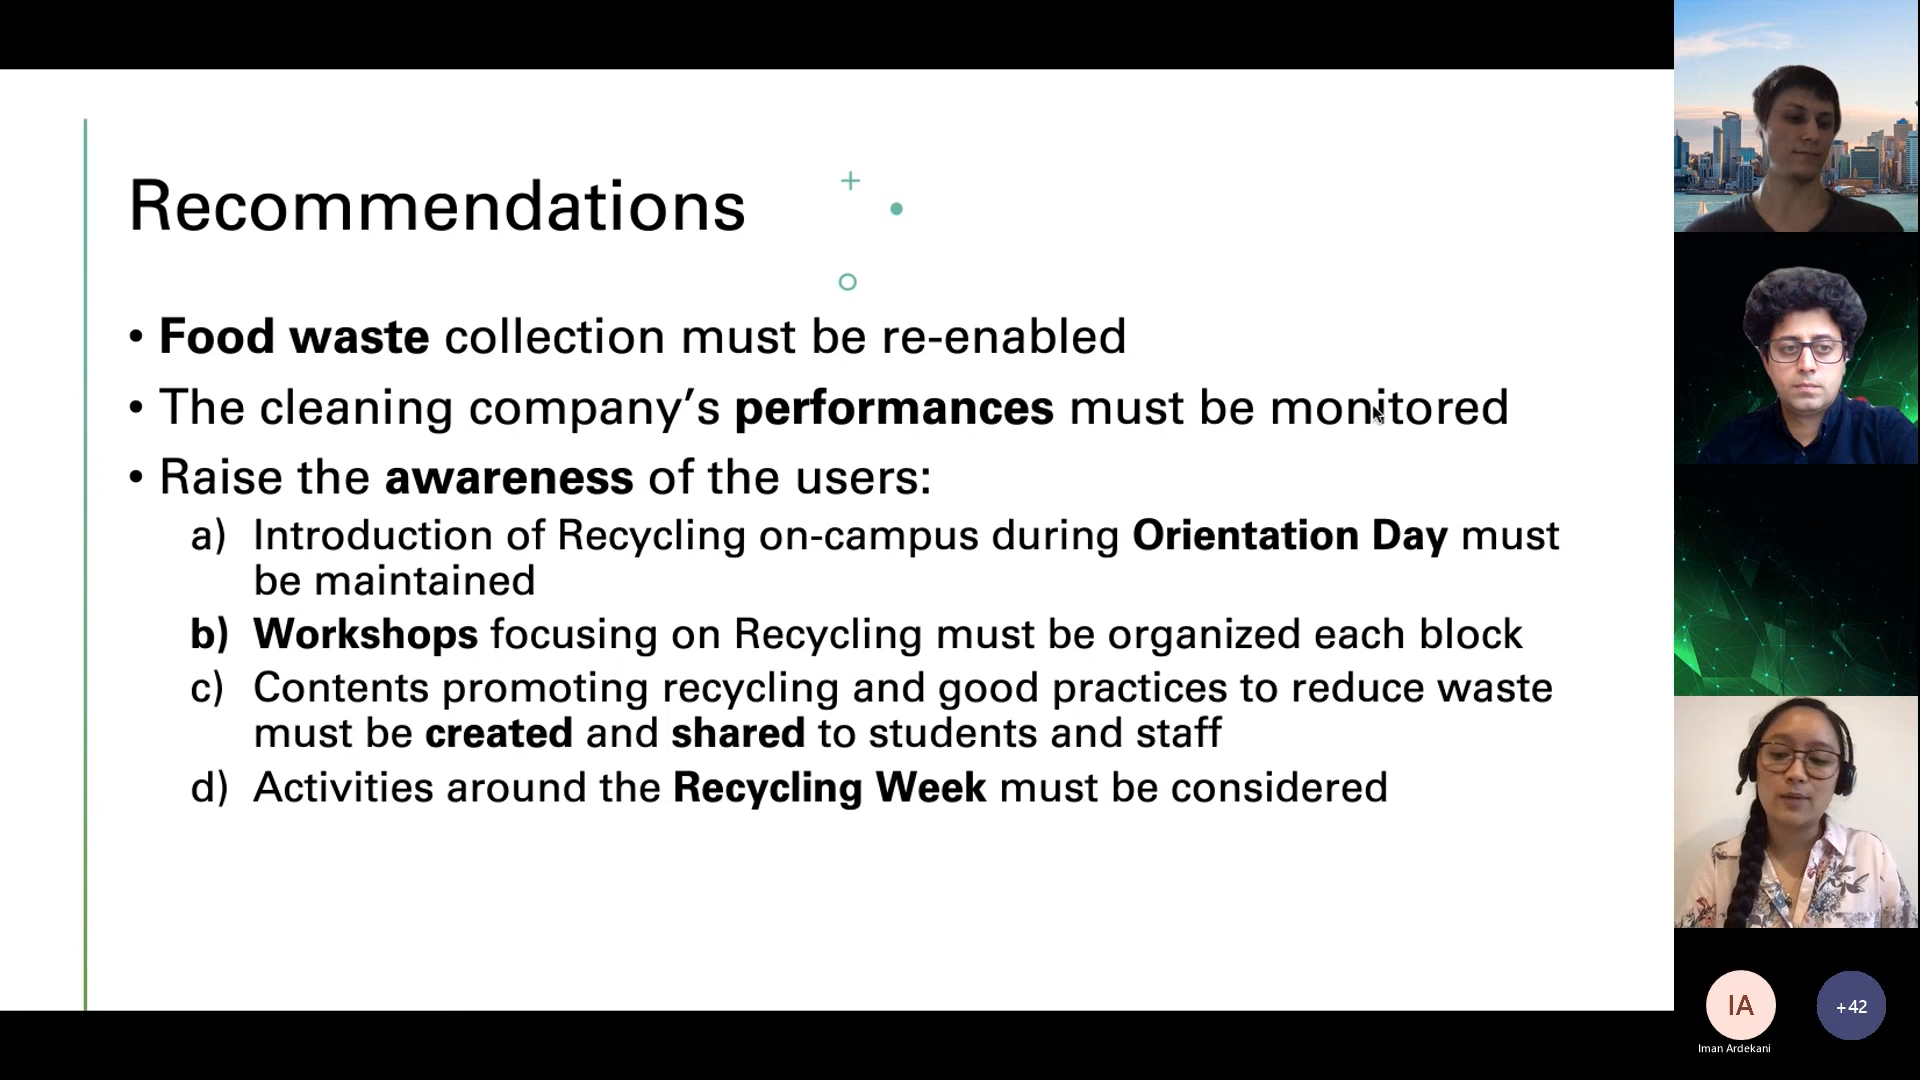 Recommendations
• Food waste collection must be re-enabled
• The cleaning company’s performances must be monitored
• Raise the awareness of the users:
a) Introduction of Recycling on-campus during Orientation Day must
be maintained
b) Workshops focusing on Recycling must be organized each block
c) Contents promoting recycling and good practices to reduce waste
must be created and shared to students and staff
d) Activities around the Recycling Week must be considered
IA
+42
Iman Ardekani